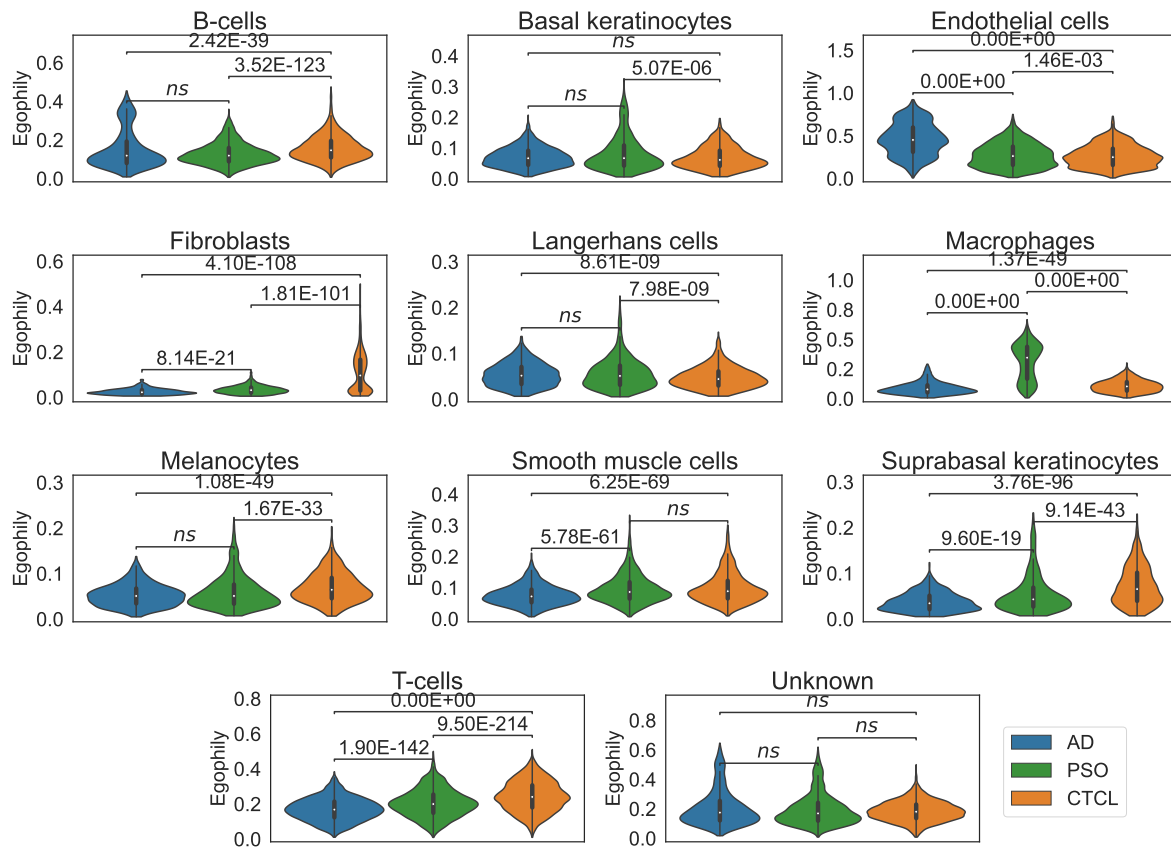 B-cells
2.42E-39
3.52E-123
ns
Egophily
0.6
0.4
0.2
0.0
Basal keratinocytes
ns
5.07E-06
ns
Egophily
0.4
0.3
0.2
0.1
0.0
Endothelial cells
0.00E+00
1.46E-03
0.00E+00
Egophily
1.5
1.0
0.5
0.0
Fibroblasts
4.10E-108
1.81E-101
8.14E-21
Egophily
0.6
0.4
0.2
0.0
Langerhans cells
8.61E-09
7.98E-09
ns
Egophily
0.3
0.2
0.1
0.0
Macrophages
1.37E-49
0.00E+00
0.00E+00
Egophily
1.0
0.8
0.5
0.2
0.0
Melanocytes
1.08E-49
1.67E-33
ns
Egophily
0.3
0.2
0.1
0.0
Smooth muscle cells
6.25E-69
ns
5.78E-61
Egophily
0.4
0.3
0.2
0.1
0.0
Suprabasal keratinocytes
3.76E-96
9.14E-43
9.60E-19
Egophily
0.3
0.2
0.1
0.0
T-cells
0.00E+00
9.50E-214
1.90E-142
Egophily
0.8
0.6
0.4
0.2
0.0
Unknown
ns
ns
ns
Egophily
0.8
0.6
0.4
0.2
0.0
AD
PSO
CTCL